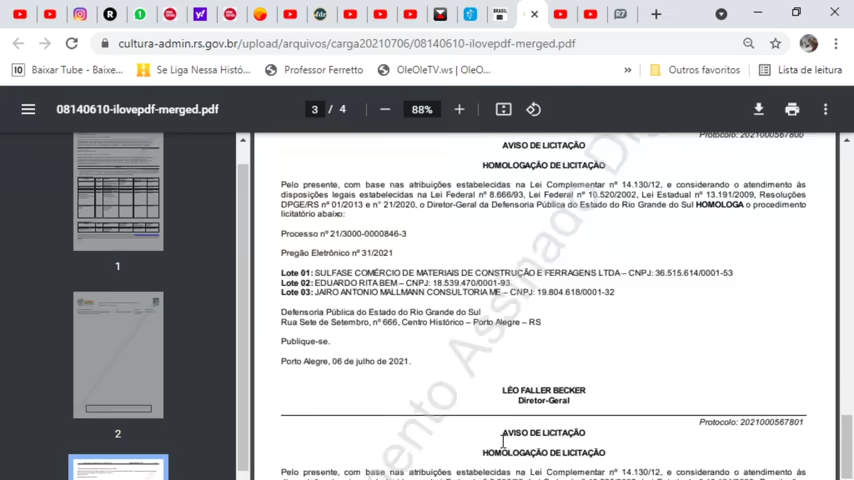 cultura-admin.rs.gov.br/upload/arquivos/carga20210706/08140610-ilovepdf-merged.pdf
Baixar Tube - Baixe...
Se Liga Nessa Histó...
Professor Ferretto
OleOleTV.ws | OleO...
»
Outros favoritos
Lista de leitura
08140610-ilovepdf-merged.pdf
3 / 4
88%
1
2
Protocolo: 2021000567800
AVISO DE LICITAÇÃO
HOMOLOGAÇÃO DE LICITAÇÃO
Pelo presente, com base nas atribuições estabelecidas na Lei Complementar nº 14.130/12, e considerando o atendimento às
disposições legais estabelecidas na Lei Federal nº 8.666/93, Lei Federal nº 10.520/2002, Lei Estadual nº 13.191/2009, Resoluções
DPGE/RS nº 01/2013 e n° 21/2020, o Diretor-Geral da Defensoria Pública do Estado do Rio Grande do Sul HOMOLOGA o procedimento
licitatório abaixo:
Processo nº 21/3000-0000846-3
Pregão Eletrônico nº 31/2021
Lote 01: SULFASE COMÉRCIO DE MATERIAIS DE CONSTRUÇÃO E FERRAGENS LTDA – CNPJ: 36.515.614/0001-53
Lote 02: EDUARDO RITA BEM – CNPJ: 18.539.470/0001-93
Lote 03: JAIRO ANTONIO MALLMANN CONSULTORIA ME – CNPJ: 19.804.618/0001-32
Defensoria Pública do Estado do Rio Grande do Sul
Rua Sete de Setembro, nº 666, Centro Histórico – Porto Alegre – RS
Publique-se.
Porto Alegre, 06 de julho de 2021.
LÉO FALLER BECKER
Diretor-Geral
Protocolo: 2021000567801
AVISO DE LICITAÇÃO
HOMOLOGAÇÃO DE LICITAÇÃO
Pelo presente, com base nas atribuições estabelecidas na Lei Complementar nº 14.130/12, e considerando o atendimento às
ento Assinado Di